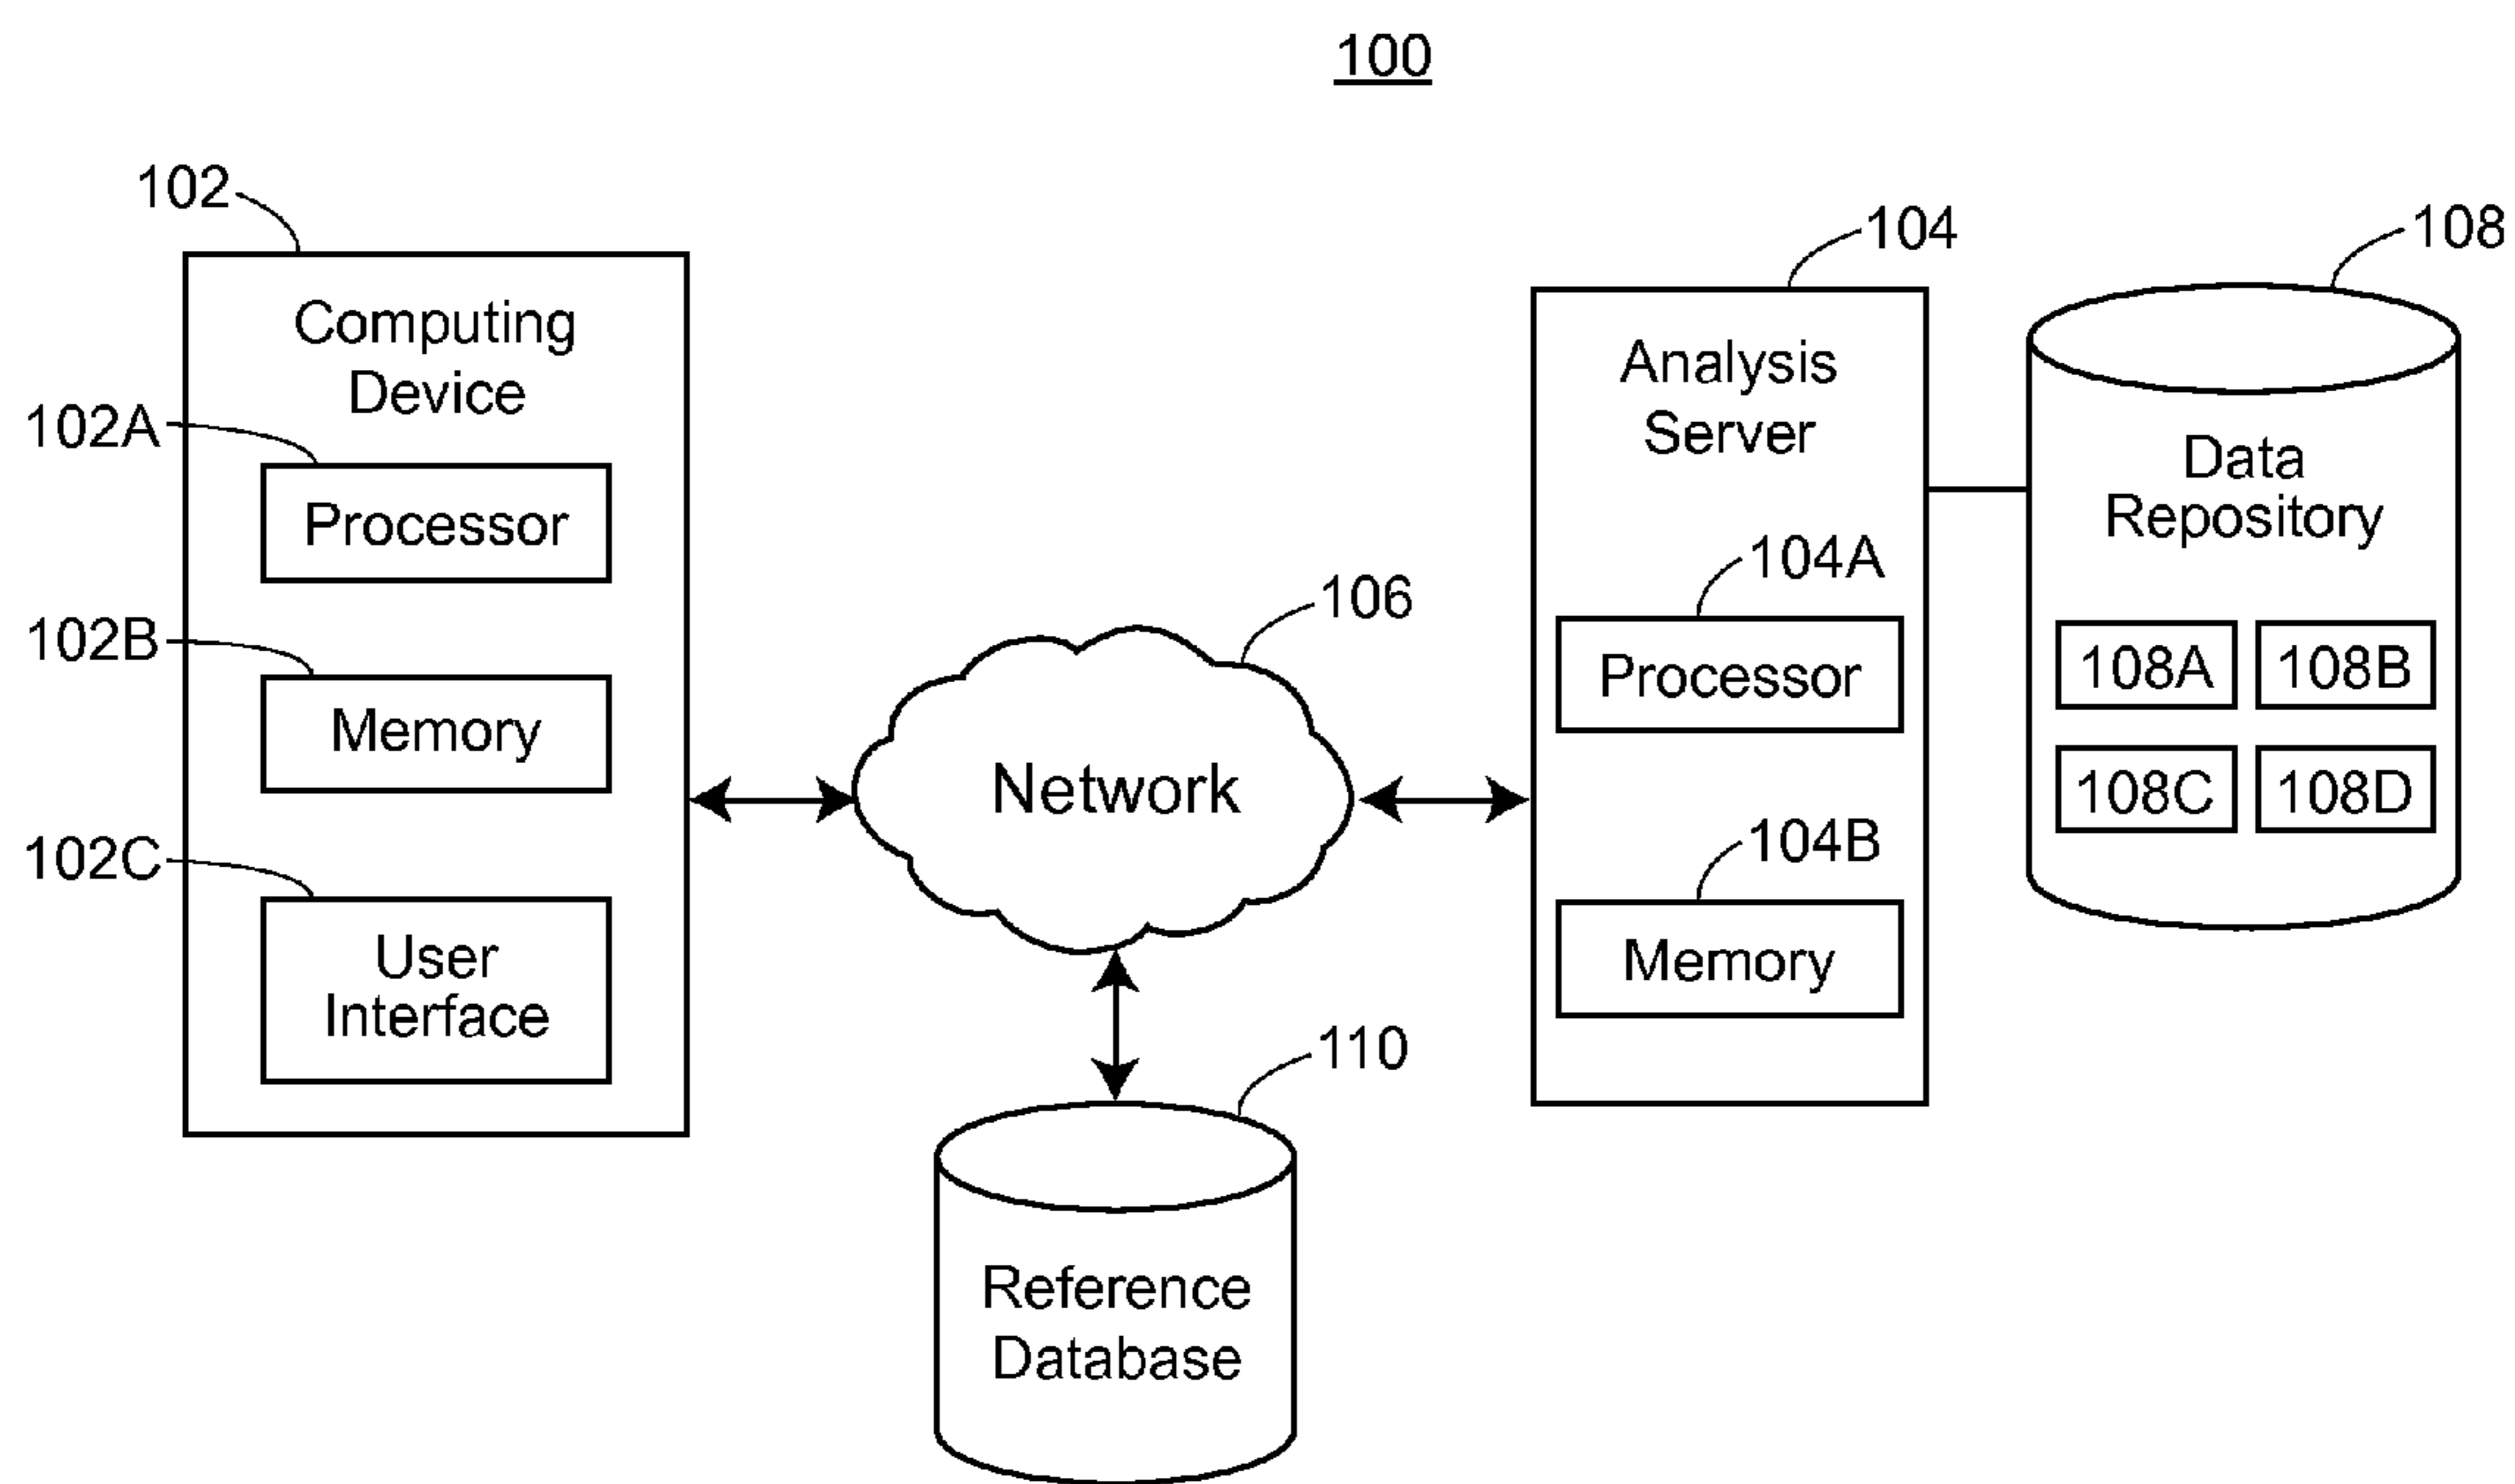 100
102
Computing
Device
102A
Processor
102B
Memory
102C
User
Interface
106
Network
110
Reference
Database
104
Analysis
Server
104A
Processor
104B
Memory
108
Data
Repository
108A 108B
108C 108D